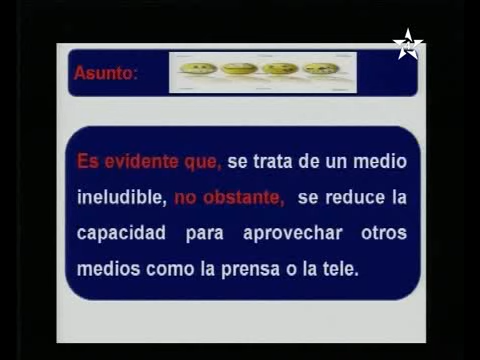 Asunto:
Es evidente que, se trata de un medio
ineludible, no obstante, se reduce la
capacidad para aprovechar otros
medios como la prensa o la tele.